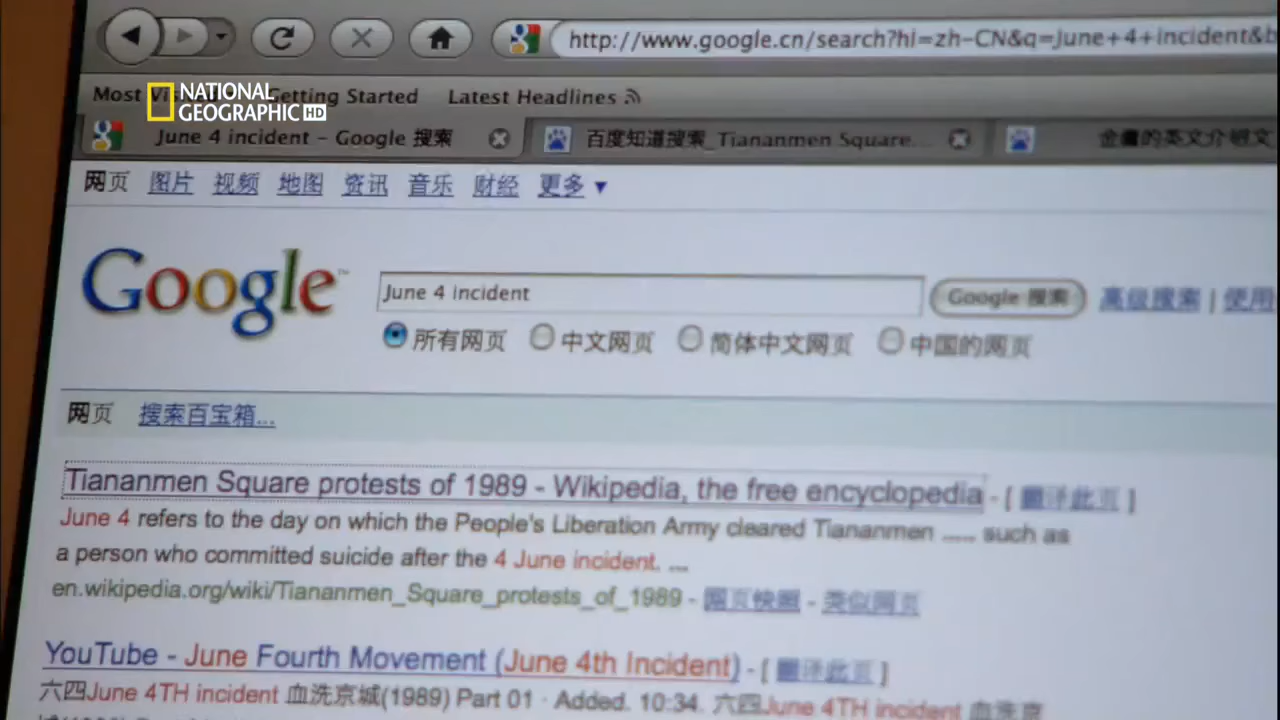 http://www.google.cn/search?hl=zh-CN&q=June+4+incident&b
Most Getting Started Latest Headlines
NATIONAL
GEOGRAPHIC HD
June 4 incident - Google 搜索 百度知道搜索_Tiananmen Square... 金庸的英文介绍文
网页 图片 视频 地图 资讯 音乐 财经 更多 ▼
Google™ June 4 incident Google 搜索 高级搜索 | 使用
所有网页 中文网页 简体中文网页 中国的网页
网页 搜索百宝箱...
Tiananmen Square protests of 1989 - Wikipedia, the free encyclopedia - [ 翻译此页 ]
June 4 refers to the day on which the People's Liberation Army cleared Tiananmen ..... such as
a person who committed suicide after the 4 June incident. ...
en.wikipedia.org/wiki/Tiananmen_Square_protests_of_1989 - 网页快照 - 类似网页
YouTube - June Fourth Movement (June 4th Incident) - [ 翻译此页 ]
六四June 4TH incident 血洗京城(1989) Part 01 · Added. 10:34. 六四June 4TH incident 血洗京